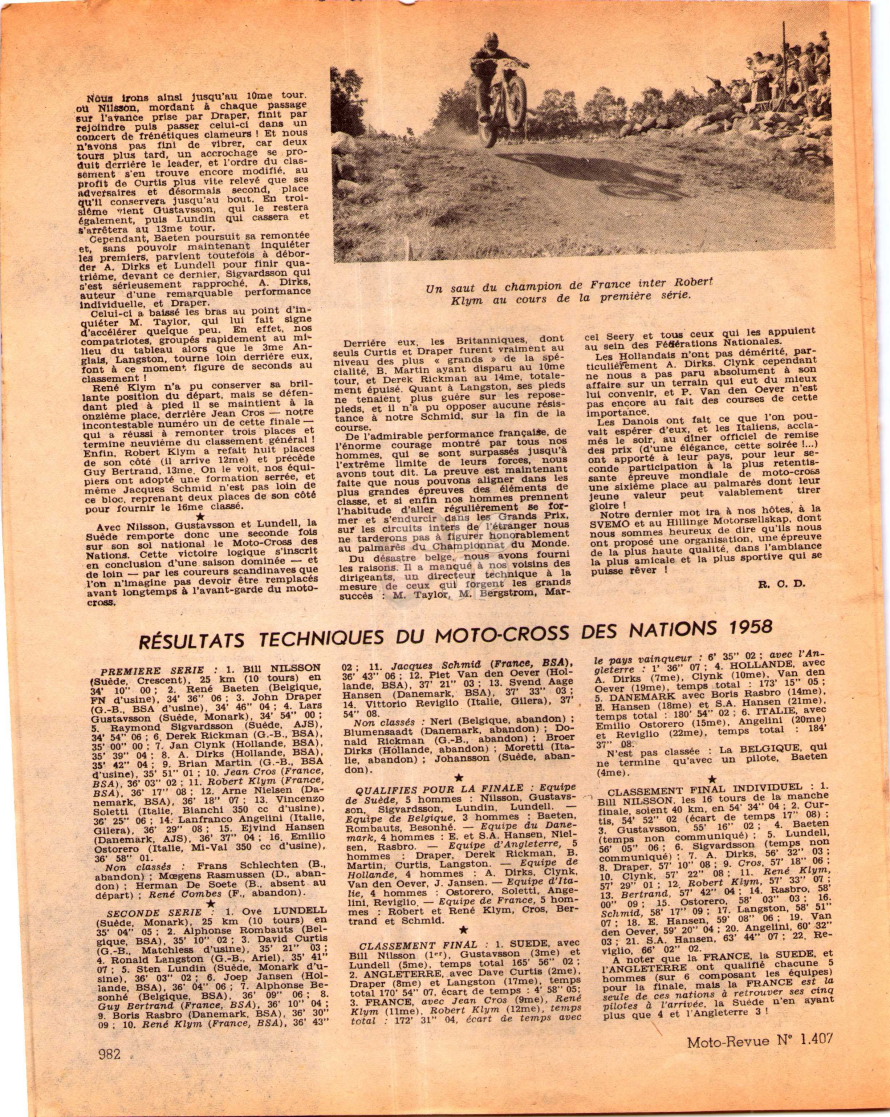 Nous irons ainsi jusqu'au 10me tour.
où Nilsson, mordant à chaque passage
sur l'avance prise par Draper, finit par
rejoindre puis passer celui-ci dans un
concert de frénétiques clameurs ! Et nous
n'avons pas fini de vibrer, car deux
tours plus tard, un accrochage se pro-
duit derrière le leader, et l'ordre du clas-
sement s'en trouve encore modifié, au
profit de Curtis plus vite relevé que ses
adversaires et désormais second, place
qu'il conservera jusqu'au bout. En troi-
sième vient Gustavsson, qui le restera
également, puis Lundin qui cassera et
s'arrêtera au 13me tour.
Cependant, Baeten poursuit sa remontée
et, sans pouvoir maintenant inquiéter
les premiers, parvient toutefois à débor-
der A. Dirks et Lundell pour finir qua-
trième, devant ce dernier, Sigvardsson qui
s'est sérieusement rapproché, A. Dirks,
auteur d'une remarquable performance
individuelle, et Draper.
Celui-ci a baissé les bras au point d'in-
quiéter M. Taylor, qui lui fait signe
d'accélérer quelque peu. En effet, nos
compatriotes, groupés rapidement au mi-
lieu du tableau alors que le 3me An-
glais, Langston, tourne loin derrière eux,
font à ce moment figure de seconds au
classement !
René Klym n'a pu conserver sa bril-
lante position du départ, mais se défen-
dant pied à pied il se maintient à la
onzième place, derrière Jean Cros — notre
incontestable numéro un de cette finale —
qui a réussi à remonter trois places et
termine neuvième du classement général !
Enfin, Robert Klym a refait huit places
de son côté (il arrive 12me) et précède
Guy Bertrand, 13me. On le voit, nos équi-
piers ont adopté une formation serrée, et
même Jacques Schmid n'est pas loin de
ce bloc, reprenant deux places de son côté
pour fournir le 16me classé.
★
Avec Nilsson, Gustavsson et Lundell, la
Suède remporte donc une seconde fois
sur son sol national le Moto-Cross des
Nations. Cette victoire logique s'inscrit
en conclusion d'une saison dominée — et
de loin — par les coureurs scandinaves que
l'on n'imagine pas devoir être remplacés
avant longtemps à l'avant-garde du moto-
cross.
Un saut du champion de France inter Robert
Klym au cours de la première série.
Derrière eux, les Britanniques, dont
seuls Curtis et Draper furent vraiment au
niveau des plus « grands » de la spé-
cialité, B. Martin ayant disparu au 10me
tour, et Derek Rickman au 14me, totale-
ment épuisé. Quant à Langston, ses pieds
ne tenaient plus guère sur les repose-
pieds, et il n'a pu opposer aucune résis-
tance à notre Schmid, sur la fin de la
course.
De l'admirable performance française, de
l'énorme courage montré par tous nos
hommes, qui se sont surpassés jusqu'à
l'extrême limite de leurs forces, nous
avons tout dit. La preuve est maintenant
faite que nous pouvons aligner dans les
plus grandes épreuves des éléments de
classe, et si enfin nos hommes prennent
l'habitude d'aller régulièrement se for-
mer et s'endurcir dans les Grands Prix,
sur les circuits inters de l'étranger nous
ne tarderons pas à figurer honorablement
au palmarès du Championnat du Monde.
Du désastre belge, nous avons fourni
les raisons. Il a manqué à nos voisins des
dirigeants, un directeur technique à la
mesure de ceux qui forgent les grands
succès : M. Taylor, M. Bergstrom, Mar-
cel Seery et tous ceux qui les appuient
au sein des Fédérations Nationales.
Les Hollandais n'ont pas démérité, par-
ticulièrement A. Dirks. Clynk cependant
ne nous a pas paru absolument à son
affaire sur un terrain qui eut du mieux
lui convenir, et P. Van den Oever n'est
pas encore au fait des courses de cette
importance.
Les Danois ont fait ce que l'on pou-
vait espérer d'eux, et les Italiens, accla-
més le soir, au dîner officiel de remise
des prix (d'une élégance, cette soirée !...)
ont apporté à leur pays, pour leur se-
conde participation à la plus retentis-
sante épreuve mondiale de moto-cross
une sixième place au palmarès dont leur
jeune valeur peut valablement tirer
gloire !
Notre dernier mot ira à nos hôtes, à la
SVEMO et au Hillinge Motorsællskap, dont
nous sommes heureux de dire qu'ils nous
ont proposé une organisation, une épreuve
de la plus haute qualité, dans l'ambiance
la plus amicale et la plus sportive qui se
puisse rêver !
R. C. D.
RÉSULTATS TECHNIQUES DU MOTO-CROSS DES NATIONS 1958
PREMIERE SERIE : 1. Bill NILSSON
(Suède, Crescent), 25 km (10 tours) en
34' 10'' 00 ; 2. René Baeten (Belgique,
FN d'usine), 34' 36'' 06 ; 3. John Draper
(G.-B., BSA d'usine), 34' 46'' 04 ; 4. Lars
Gustavsson (Suède, Monark), 34' 54'' 00 ;
5. Raymond Sigvardsson (Suède, AJS),
34' 54'' 06 ; 6. Derek Rickman (G.-B., BSA),
35' 00'' 00 ; 7. Jan Clynk (Hollande, BSA),
35' 39'' 04 ; 8. A. Dirks (Hollande, BSA),
35' 42'' 04 ; 9. Brian Martin (G.-B., BSA
d'usine), 35' 51'' 01 ; 10. Jean Cros (France,
BSA), 36' 03'' 02 ; 11. Robert Klym (France,
BSA), 36' 17'' 08 ; 12. Arne Nielsen (Da-
nemark, BSA), 36' 18'' 07 ; 13. Vincenzo
Soletti (Italie, Bianchi 350 cc d'usine),
36' 25'' 06 ; 14. Lanfranco Angelini (Italie,
Gilera), 36' 29'' 08 ; 15. Ejvind Hansen
(Danemark, AJS), 36' 37'' 04 ; 16. Emilio
Ostorero (Italie, Mi-Val 350 cc d'usine),
36' 58'' 01.
Non classés : Frans Schlechten (B.,
abandon) ; Mœgens Rasmussen (D., aban-
don) ; Herman De Soete (B., absent au
départ) ; René Combes (F., abandon).
★
SECONDE SERIE : 1. Ove LUNDELL
(Suède, Monark), 25 km (10 tours) en
35' 04'' 05 ; 2. Alphonse Rombauts (Bel-
gique, BSA), 35' 10'' 02 ; 3. David Curtis
(G.-B., Matchless d'usine), 35' 21'' 03 ;
4. Ronald Langston (G.-B., Ariel), 35' 41''
07 ; 5. Sten Lundin (Suède, Monark d'u-
sine), 36' 03'' 02 ; 6. Joep Jansen (Hol-
lande, BSA), 36' 04'' 06 ; 7. Alphonse Be-
sonhé (Belgique, BSA), 36' 09'' 06 ; 8.
Guy Bertrand (France, BSA), 36' 10'' 04 ;
9. Boris Rasbro (Danemark, BSA), 36' 30''
09 ; 10. René Klym (France, BSA), 36' 43''
02 ; 11. Jacques Schmid (France, BSA),
36' 43'' 06 ; 12. Piet Van den Oever (Hol-
lande, BSA), 37' 21'' 03 ; 13. Svend Aage
Hansen (Danemark, BSA), 37' 33'' 03 ;
14. Vittorio Reviglio (Italie, Gilera), 37'
54'' 08.
Non classés : Neri (Belgique, abandon) ;
Blumensaadt (Danemark, abandon) ; Do-
nald Rickman (G.-B., abandon) ; Broer
Dirks (Hollande, abandon) ; Moretti (Ita-
lie, abandon) ; Johansson (Suède, aban-
don).
★
QUALIFIES POUR LA FINALE : Equipe
de Suède, 5 hommes : Nilsson, Gustavs-
son, Sigvardsson, Lundin, Lundell. —
Equipe de Belgique, 3 hommes : Baeten,
Rombauts, Besonhé. — Equipe du Dane-
mark, 4 hommes : E. et S.A. Hansen, Niel-
sen, Rasbro. — Equipe d'Angleterre, 5
hommes : Draper, Derek Rickman, B.
Martin, Curtis, Langston. — Equipe de
Hollande, 4 hommes : A. Dirks, Clynk,
Van den Oever, J. Jansen. — Equipe d'Ita-
lie, 4 hommes : Ostorero, Soletti, Ange-
lini, Reviglio. — Equipe de France, 5 hom-
mes : Robert et René Klym, Cros, Ber-
trand et Schmid.
★
CLASSEMENT FINAL : 1. SUEDE, avec
Bill Nilsson (1er), Gustavsson (3me) et
Lundell (5me), temps total 165' 56'' 02 ;
2. ANGLETERRE, avec Dave Curtis (2me),
Draper (8me) et Langston (17me), temps
total 170' 54'' 07, écart de temps : 4' 58'' 05;
3. FRANCE, avec Jean Cros (9me), René
Klym (11me), Robert Klym (12me), temps
total : 172' 31'' 04, écart de temps avec
le pays vainqueur : 6' 35'' 02 ; avec l'An-
gleterre : 1' 36'' 07 ; 4. HOLLANDE, avec
A. Dirks (7me), Clynk (10me), Van den
Oever (19me), temps total : 173' 15'' 05 ;
5. DANEMARK avec Boris Rasbro (14me),
E. Hansen (18me) et S.A. Hansen (21me),
temps total : 180' 54'' 02 ; 6. ITALIE, avec
Emilio Ostorero (15me), Angelini (20me)
et Reviglio (22me), temps total : 184'
37'' 08.
N'est pas classée : La BELGIQUE, qui
ne termine qu'avec un pilote, Baeten
(4me).
★
CLASSEMENT FINAL INDIVIDUEL : 1.
Bill NILSSON, les 16 tours de la manche
finale, soient 40 km, en 54' 34'' 04 ; 2. Cur-
tis, 54' 52'' 02 (écart de temps 17'' 08) ;
3. Gustavsson, 55' 16'' 02 ; 4. Baeten
(temps non communiqué) ; 5. Lundell,
56' 05'' 06 ; 6. Sigvardsson (temps non
communiqué) ; 7. A. Dirks, 56' 32'' 03 ;
8. Draper, 57' 10'' 08 ; 9. Cros, 57' 18'' 06 ;
10. Clynk, 57' 22'' 08 ; 11. René Klym,
57' 29'' 01 ; 12. Robert Klym, 57' 33'' 07 ;
13. Bertrand, 57' 42'' 04 ; 14. Rasbro, 58'
00'' 09 ; 15. Ostorero, 58' 03'' 03 ; 16.
Schmid, 58' 17'' 09 ; 17. Langston, 58' 51''
07 ; 18. E. Hansen, 59' 08'' 06 ; 19. Van
den Oever, 59' 20'' 04 ; 20. Angelini, 60' 32''
03 ; 21. S.A. Hansen, 63' 44'' 07 ; 22. Re-
viglio, 66' 02'' 02.
A noter que la FRANCE, la SUEDE, et
l'ANGLETERRE ont qualifié chacune 5
hommes (sur 6 composant les équipes)
pour la finale, mais la FRANCE est la
seule de ces nations à retrouver ses cinq
pilotes à l'arrivée, la Suède n'en ayant
plus que 4 et l'Angleterre 3 !
982
Moto-Revue N° 1.407